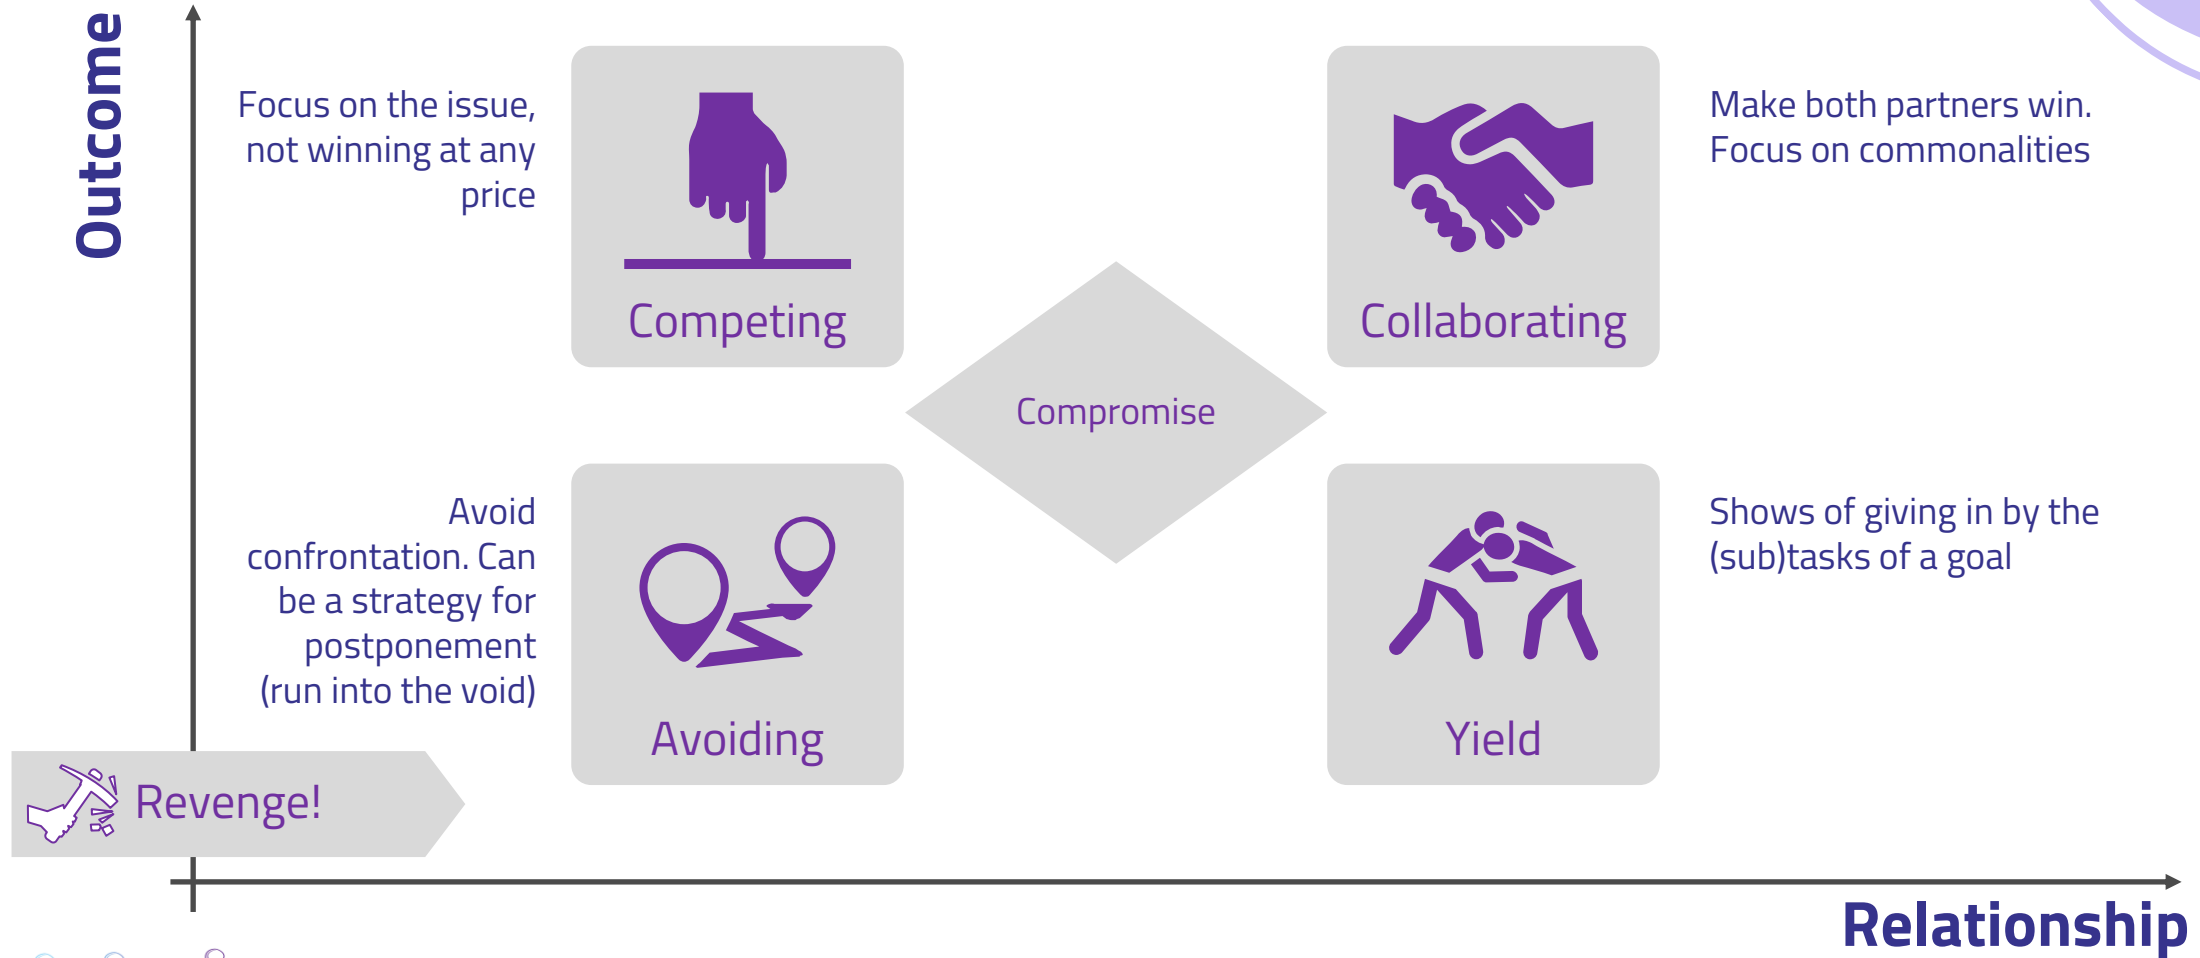 Outcome
Focus on the issue,
not winning at any
price
Competing
Collaborating
Make both partners win.
Focus on commonalities
Compromise
Avoid
confrontation. Can
be a strategy for
postponement
(run into the void)
Avoiding
Yield
Shows of giving in by the
(sub)tasks of a goal
Revenge!
Relationship